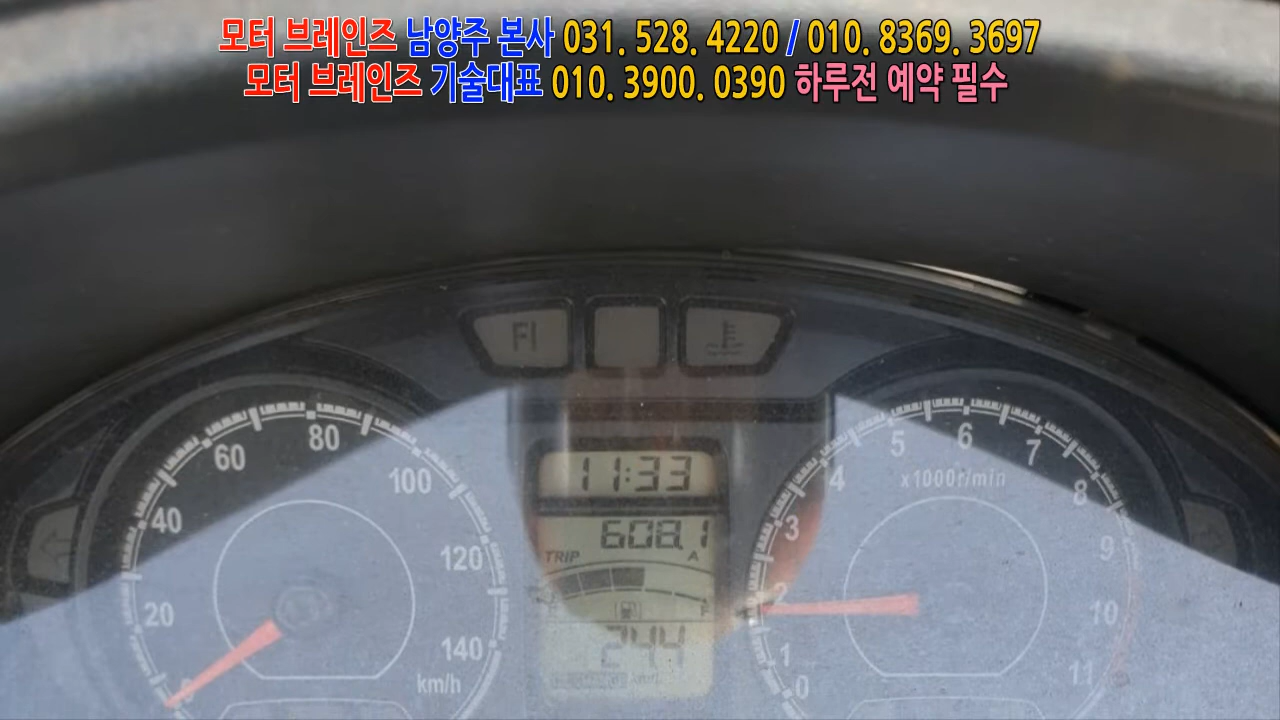 모터 브레인즈 남양주 본사 031. 528. 4220 / 010. 8369. 3697
모터 브레인즈 기술대표 010. 3900. 0390 하루전 예약 필수
FI
60 80 100
40 120
20 140
0 km/h
11:33
608.1
TRIP A
F
24.4
x1000r/min
0 1 2 3 4 5 6 7 8 9 10 11